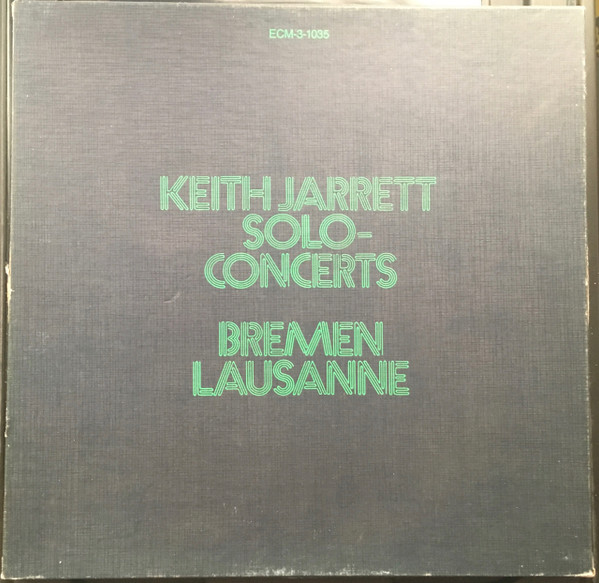 ECM-3-1035
KEITH JARRETT
SOLO-
CONCERTS
BREMEN
LAUSANNE